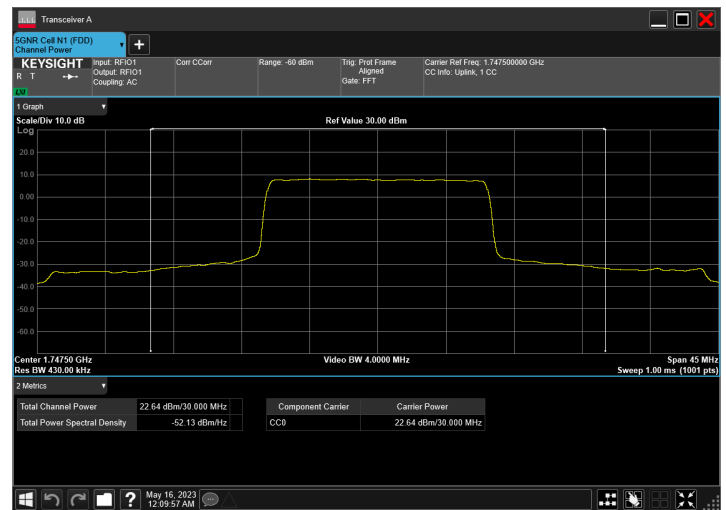 Transceiver A
5GNR Cell N1 (FDD)
Channel Power
KEYSIGHT
R T
LXI
Input: RFIO1
Output: RFIO1
Coupling: AC
Corr CCorr
Range: -60 dBm
Trig: Prot Frame
Aligned
Gate: FFT
Carrier Ref Freq: 1.747500000 GHz
CC Info: Uplink, 1 CC
1 Graph
Scale/Div 10.0 dB
Ref Value 30.00 dBm
Log
20.0
10.0
0.00
-10.0
-20.0
-30.0
-40.0
-50.0
-60.0
Center 1.74750 GHz
Video BW 4.0000 MHz
Span 45 MHz
Res BW 430.00 kHz
Sweep 1.00 ms (1001 pts)
2 Metrics
Total Channel Power 22.64 dBm/30.000 MHz
Total Power Spectral Density -52.13 dBm/Hz
Component Carrier Carrier Power
CC0 22.64 dBm/30.000 MHz
?
May 16, 2023
12:09:57 AM